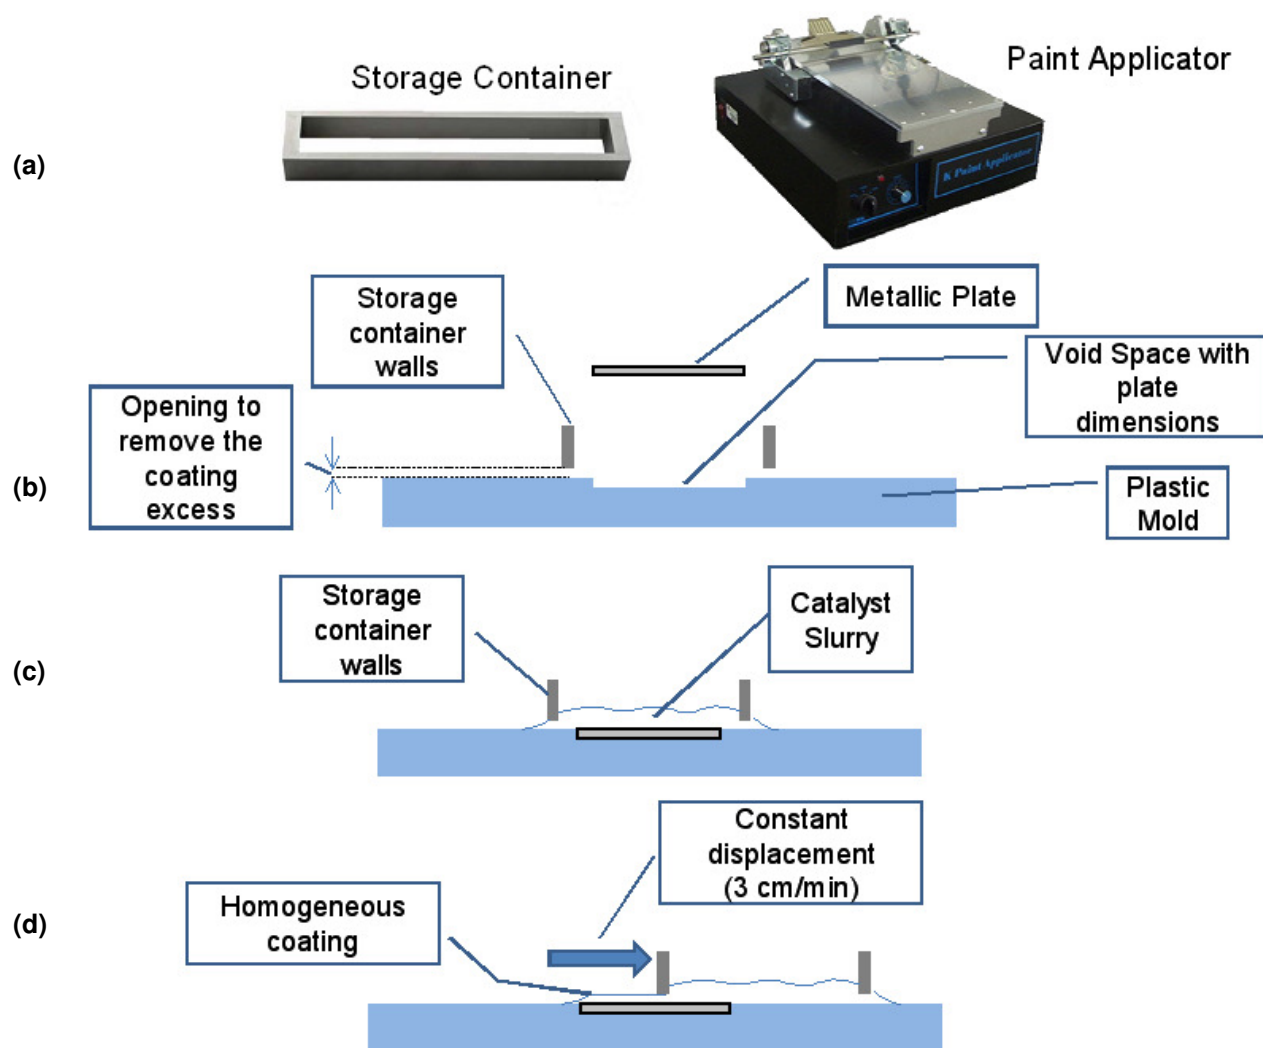 Storage Container
Paint Applicator
(a)
K Paint Applicator
Storage
container
walls
Metallic Plate
Void Space with
plate
dimensions
Opening to
remove the
coating
excess
(b)
Plastic
Mold
Storage
container
walls
Catalyst
Slurry
(c)
Constant
displacement
(3 cm/min)
Homogeneous
coating
(d)